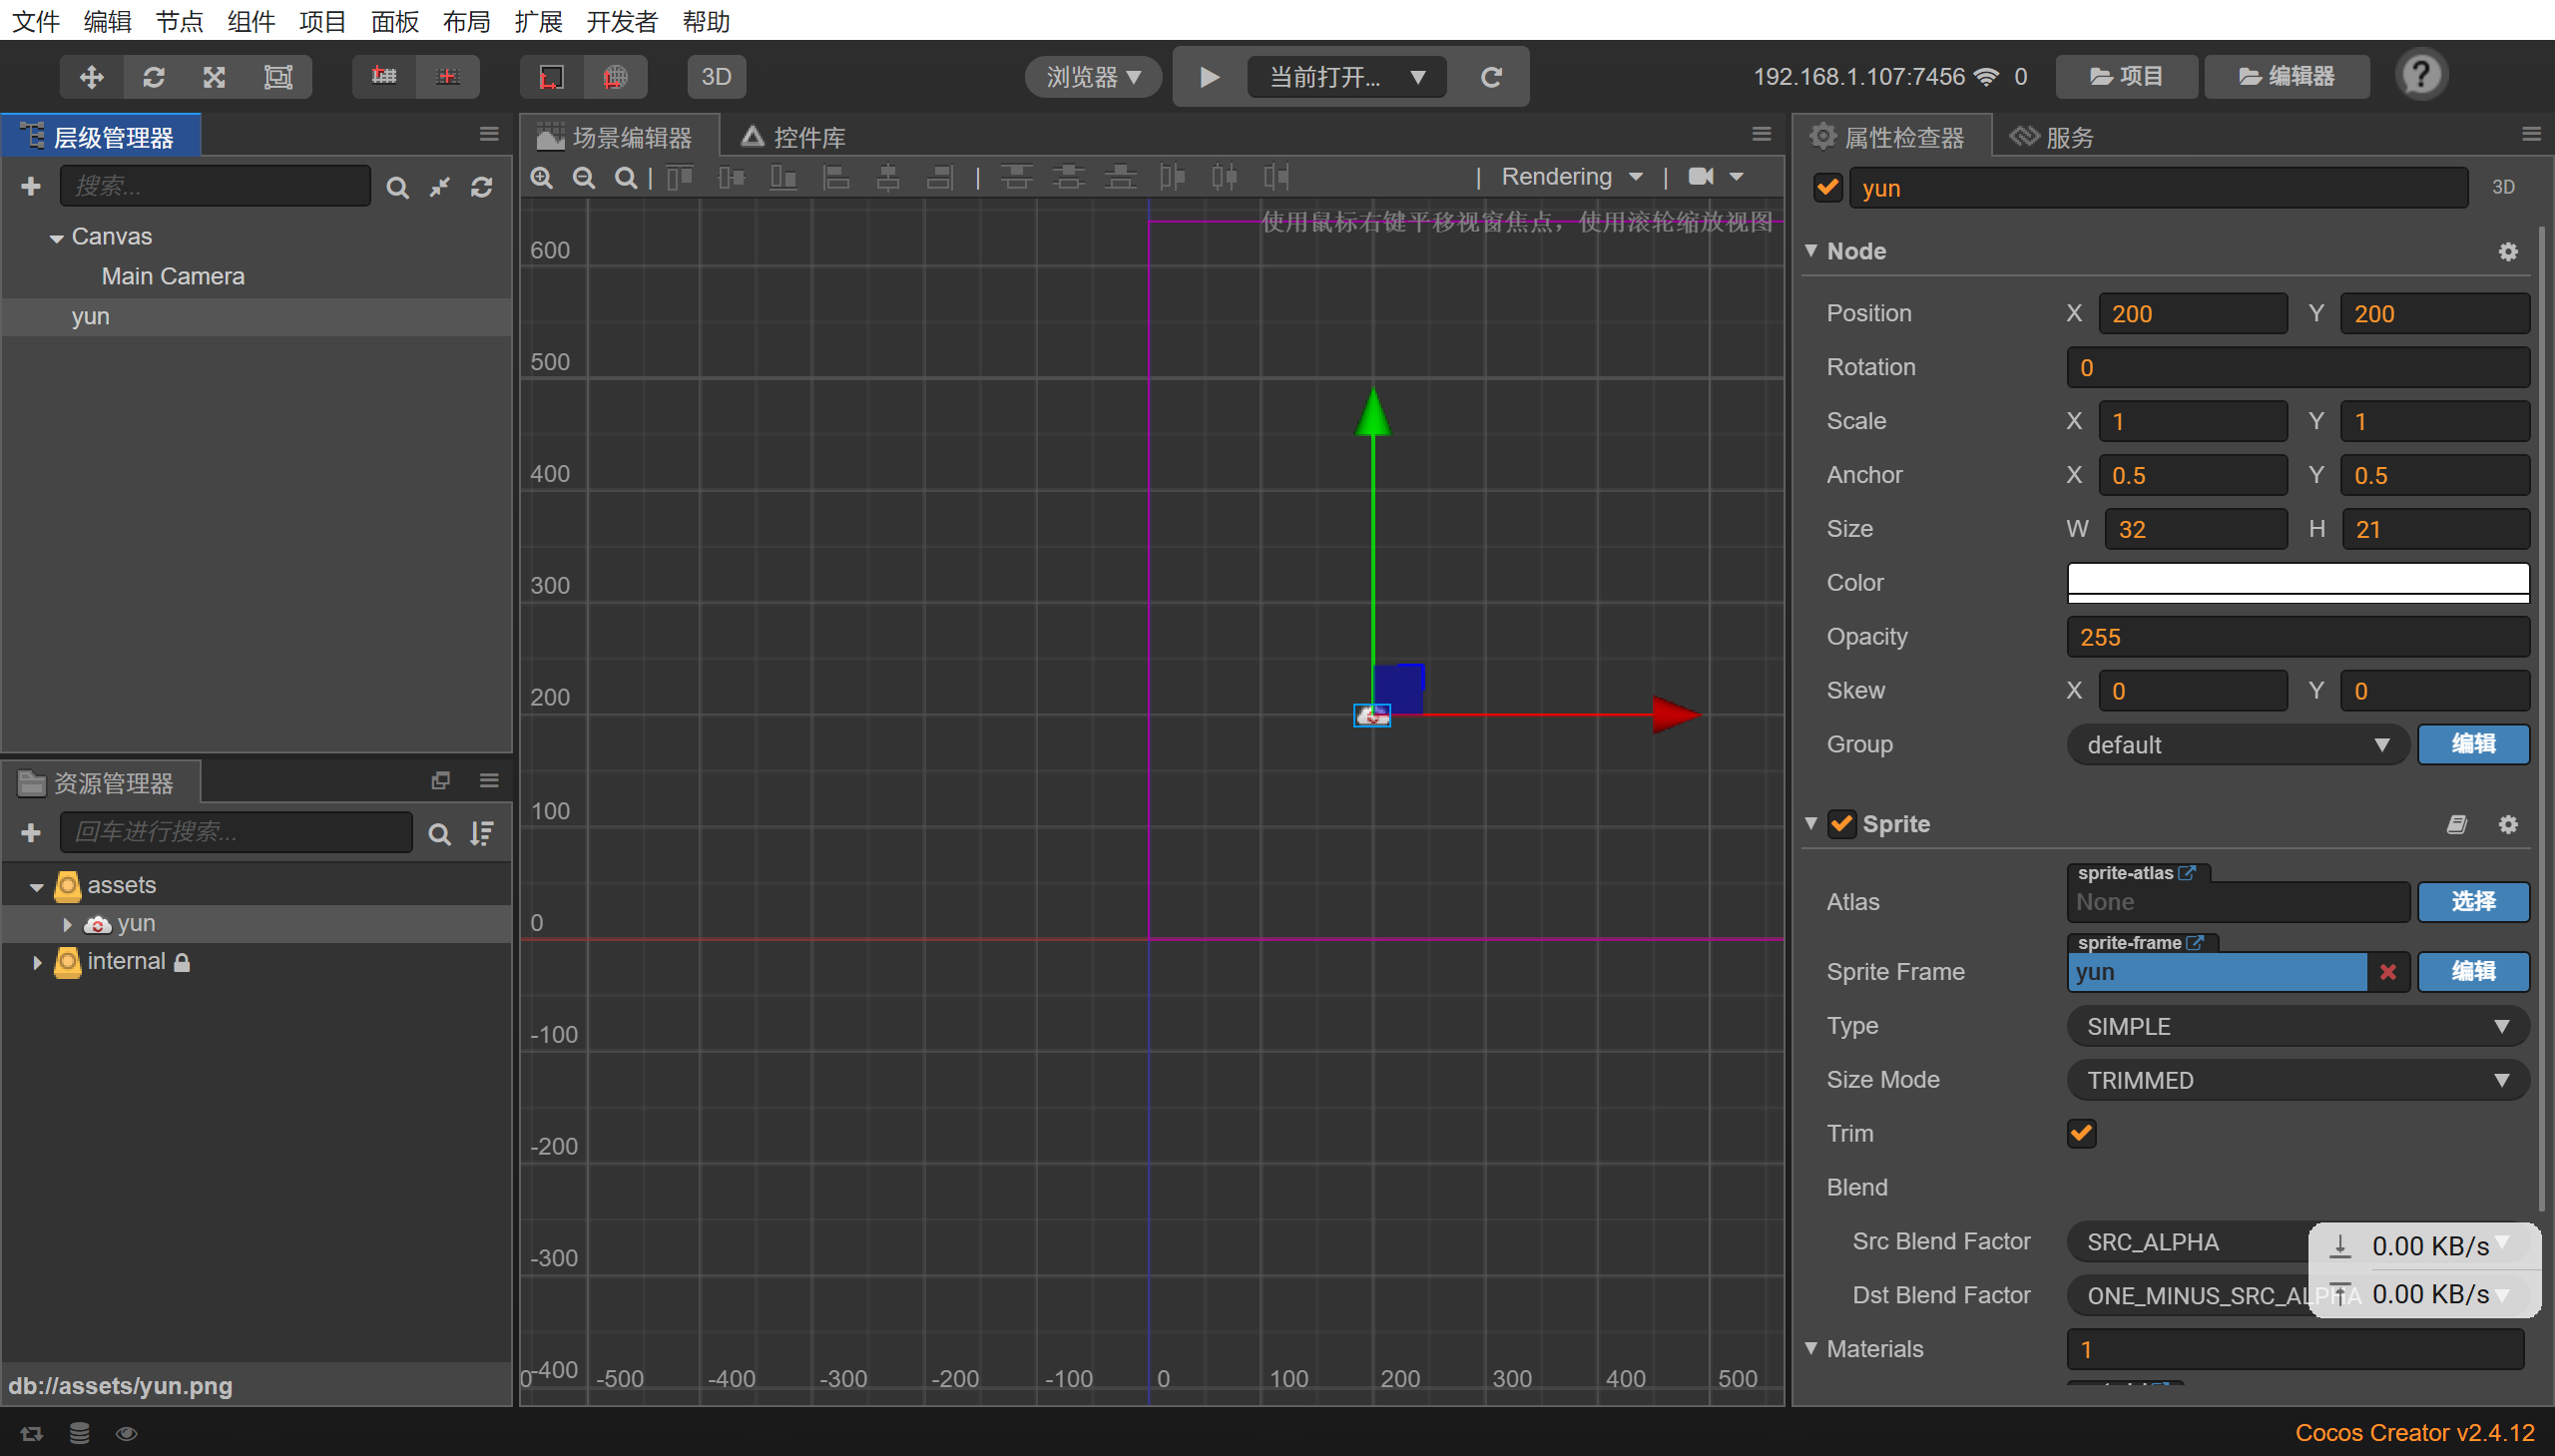 文件 编辑 节点 组件 项目 面板 布局 扩展 开发者 帮助
3D 浏览器 当前打开... 192.168.1.107:7456 0 项目 编辑器
层级管理器
搜索...
Canvas
Main Camera
yun
资源管理器
回车进行搜索...
assets
yun
internal
db://assets/yun.png
场景编辑器 控件库
Rendering
使用鼠标右键平移视窗焦点，使用滚轮缩放视图
600
500
400
300
200
100
0
-100
-200
-300
-400
0 -500 -400 -300 -200 -100 0 100 200 300 400 500
属性检查器 服务
yun 3D
Node
Position X 200 Y 200
Rotation 0
Scale X 1 Y 1
Anchor X 0.5 Y 0.5
Size W 32 H 21
Color
Opacity 255
Skew X 0 Y 0
Group default 编辑
Sprite
sprite-atlas
Atlas None 选择
sprite-frame
Sprite Frame yun 编辑
Type SIMPLE
Size Mode TRIMMED
Trim
Blend
Src Blend Factor SRC_ALPHA
0.00 KB/s
Dst Blend Factor ONE_MINUS_SRC_ALPHA
0.00 KB/s
Materials 1
Cocos Creator v2.4.12